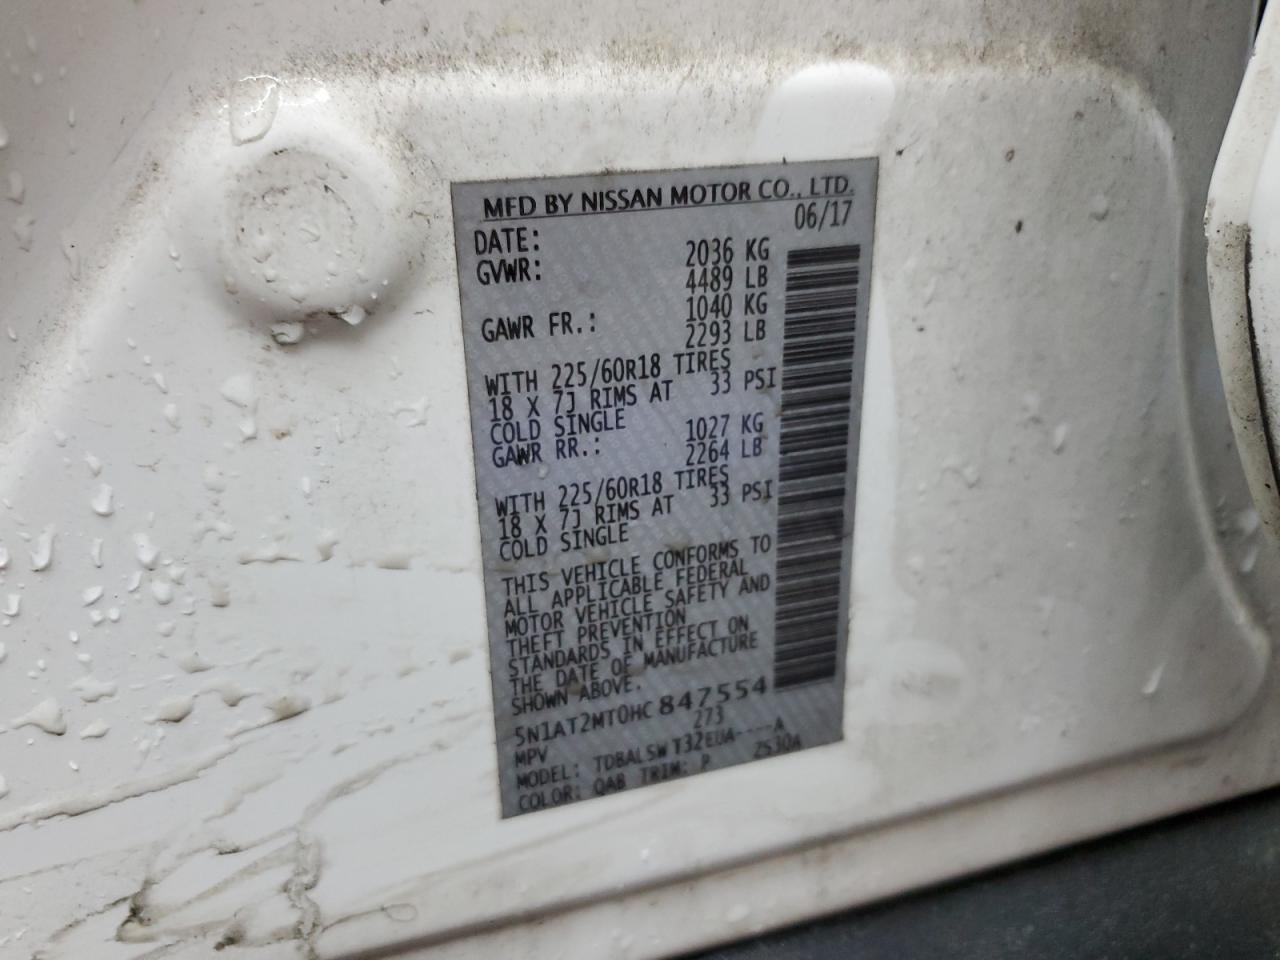 MFD BY NISSAN MOTOR CO., LTD.
DATE: 06/17
GVWR: 2036 KG
4489 LB
GAWR FR.: 1040 KG
2293 LB
WITH 225/60R18 TIRES
18 X 7J RIMS AT 33 PSI
COLD SINGLE
GAWR RR.: 1027 KG
2264 LB
WITH 225/60R18 TIRES
18 X 7J RIMS AT 33 PSI
COLD SINGLE
THIS VEHICLE CONFORMS TO
ALL APPLICABLE FEDERAL
MOTOR VEHICLE SAFETY AND
THEFT PREVENTION
STANDARDS IN EFFECT ON
THE DATE OF MANUFACTURE
SHOWN ABOVE.
5N1AT2MT0HC847554
MPV 273
MODEL: TDBALSW T32EUA----A
COLOR: QAB TRIM: P 2S30A